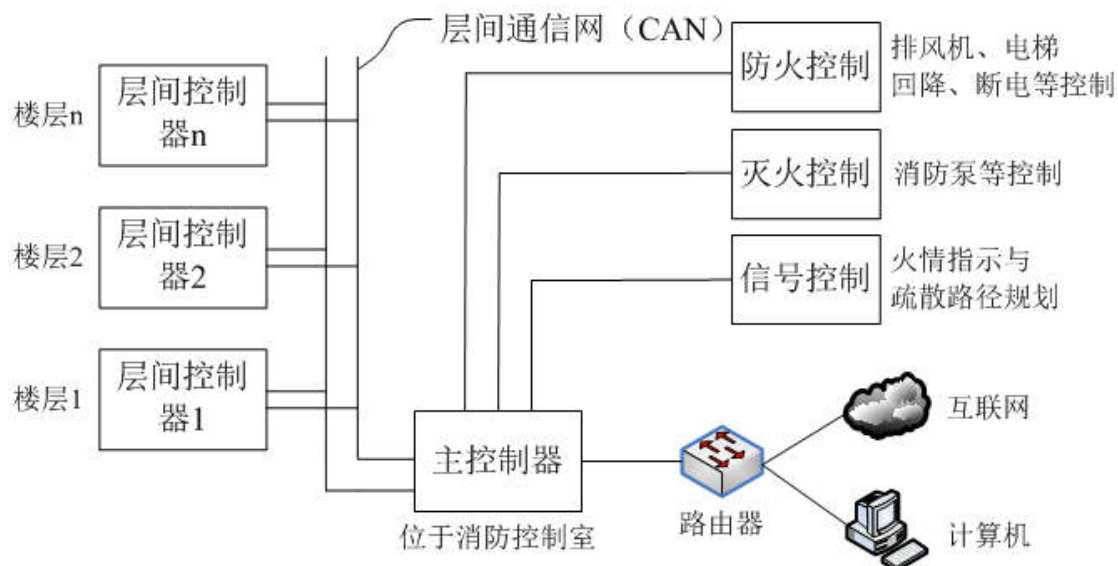 层间通信网（CAN）
楼层n
层间控制
器n
楼层2
层间控制
器2
楼层1
层间控制
器1
防火控制
排风机、电梯
回降、断电等控制
灭火控制
消防泵等控制
信号控制
火情指示与
疏散路径规划
主控制器
位于消防控制室
路由器
互联网
计算机